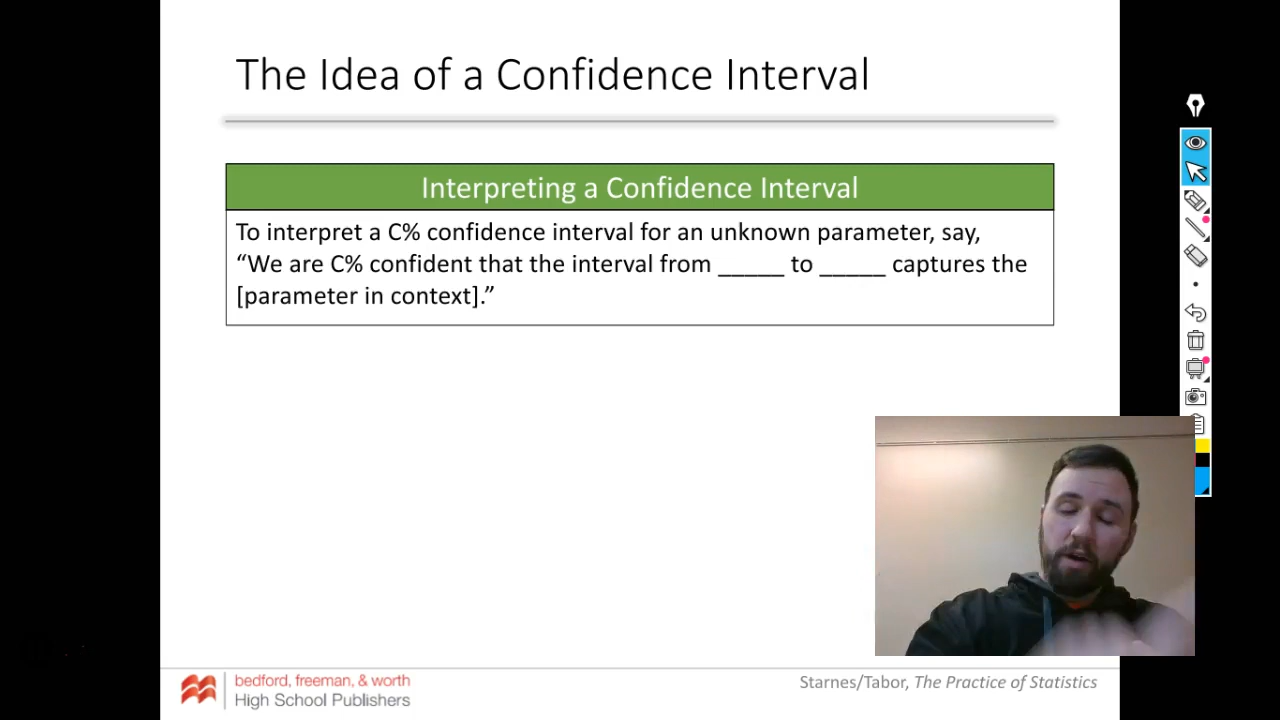 The Idea of a Confidence Interval
Interpreting a Confidence Interval
To interpret a C% confidence interval for an unknown parameter, say,
“We are C% confident that the interval from _____ to _____ captures the
[parameter in context].”
bedford, freeman, & worth
High School Publishers
Starnes/Tabor, The Practice of Statistics